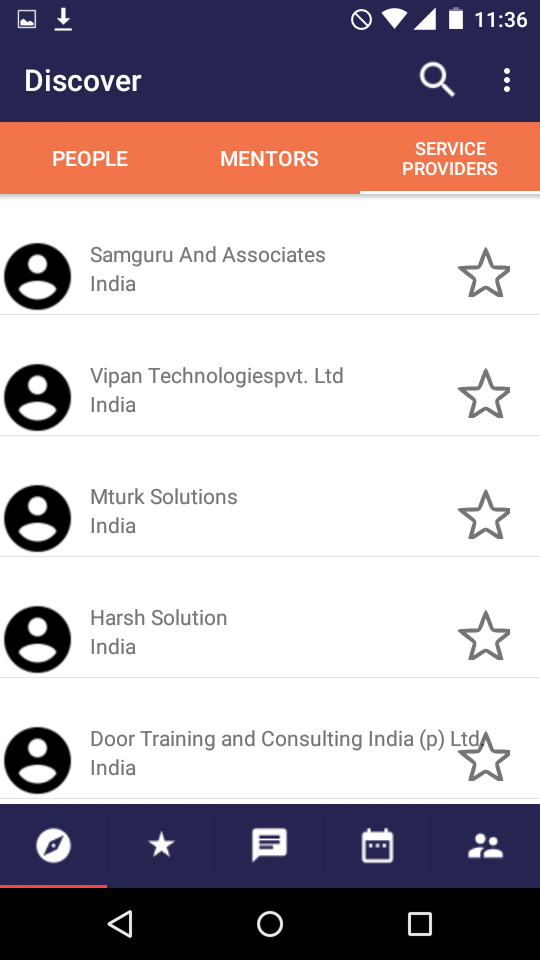 11:36
Discover
PEOPLE
MENTORS
SERVICE
PROVIDERS
Samguru And Associates
India
Vipan Technologiespvt. Ltd
India
Mturk Solutions
India
Harsh Solution
India
Door Training and Consulting India (p) Ltd.
India